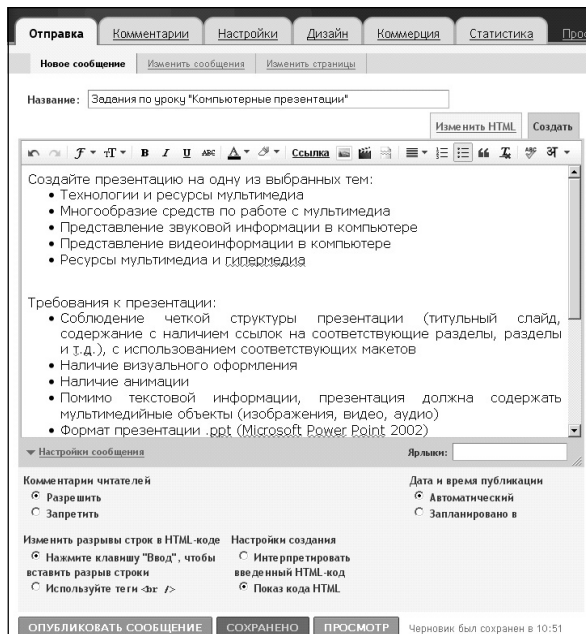 Отправка Комментарии Настройки Дизайн Коммерция Статистика Прос
Новое сообщение Изменить сообщения Изменить страницы
Название: Задания по уроку "Компьютерные презентации"
Изменить HTML Создать
Ссылка
Создайте презентацию на одну из выбранных тем:
• Технологии и ресурсы мультимедиа
• Многообразие средств по работе с мультимедиа
• Представление звуковой информации в компьютере
• Представление видеоинформации в компьютере
• Ресурсы мультимедиа и гипермедиа
Требования к презентации:
• Соблюдение четкой структуры презентации (титульный слайд,
содержание с наличием ссылок на соответствующие разделы, разделы
и т.д.), с использованием соответствующих макетов
• Наличие визуального оформления
• Наличие анимации
• Помимо текстовой информации, презентация должна содержать
мультимедийные объекты (изображения, видео, аудио)
• Формат презентации .ppt (Microsoft Power Point 2002)
Настройки сообщения Ярлыки:
Комментарии читателей Дата и время публикации
Разрешить Автоматический
Запретить Запланировано в
Изменить разрывы строк в HTML-коде Настройки создания
Нажмите клавишу "Ввод", чтобы Интерпретировать
вставить разрыв строки введенный HTML-код
Используйте теги <br /> Показ кода HTML
ОПУБЛИКОВАТЬ СООБЩЕНИЕ СОХРАНЕНО ПРОСМОТР Черновик был сохранен в 10:51